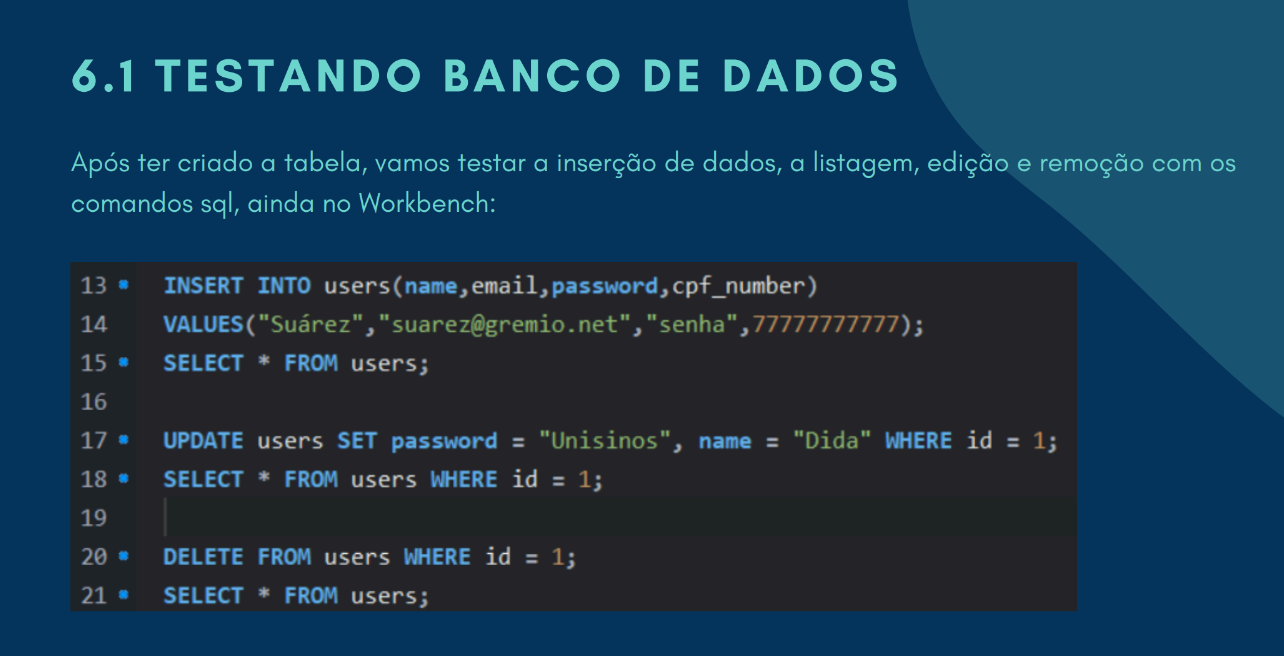 6.1 TESTANDO BANCO DE DADOS
Após ter criado a tabela, vamos testar a inserção de dados, a listagem, edição e remoção com os
comandos sql, ainda no Workbench:
13 INSERT INTO users(name,email,password,cpf_number)
14 VALUES("Suárez","suarez@gremio.net","senha",77777777777);
15 SELECT * FROM users;
16
17 UPDATE users SET password = "Unisinos", name = "Dida" WHERE id = 1;
18 SELECT * FROM users WHERE id = 1;
19
20 DELETE FROM users WHERE id = 1;
21 SELECT * FROM users;